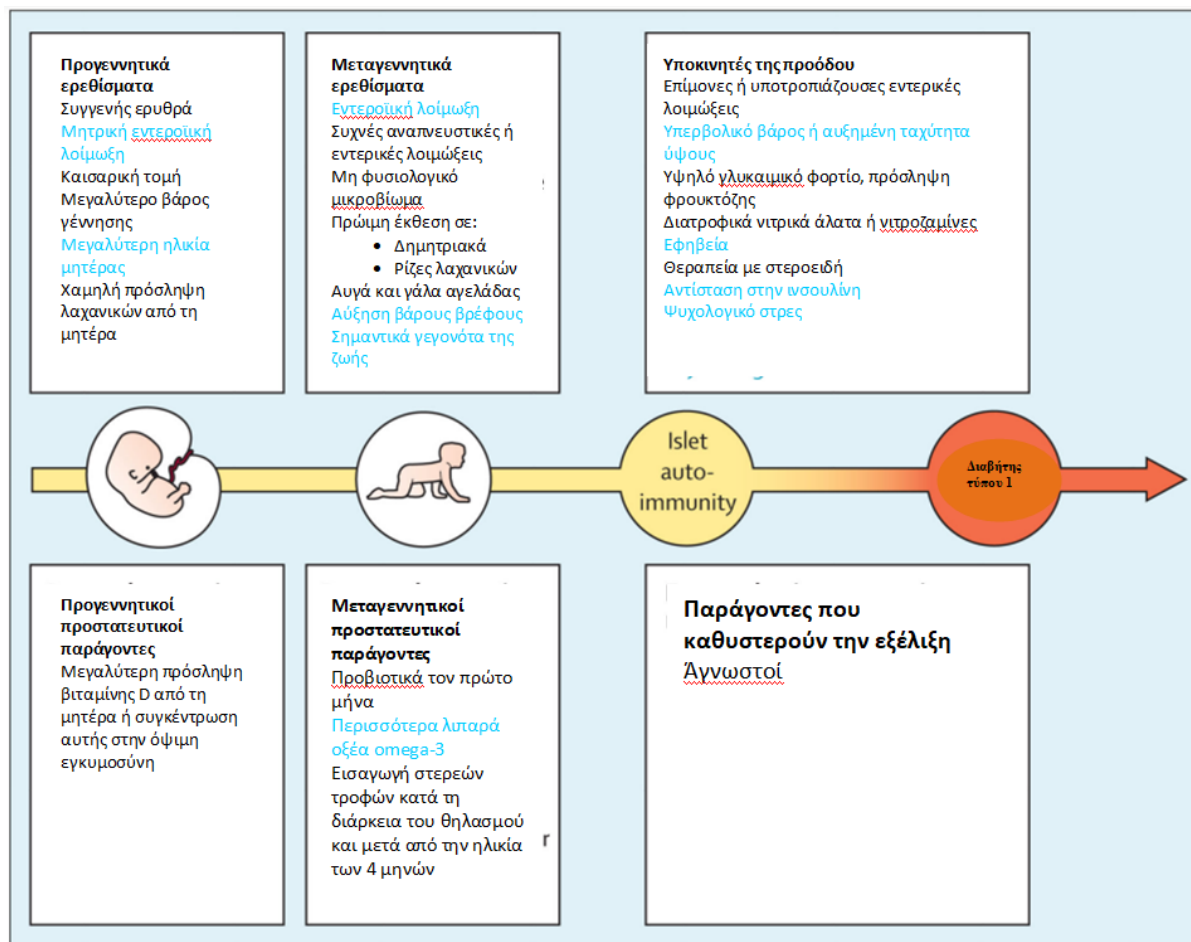 Προγεννητικά
ερεθίσματα
Συγγενής ερυθρά
Μητρική εντεροϊική
λοίμωξη
Καισαρική τομή
Μεγαλύτερο βάρος
γέννησης
Μεγαλύτερη ηλικία
μητέρας
Χαμηλή πρόσληψη
λαχανικών από τη
μητέρα
Μεταγεννητικά
ερεθίσματα
Εντεροϊική λοίμωξη
Συχνές αναπνευστικές ή
εντερικές λοιμώξεις
Μη φυσιολογικό
μικροβίωμα
Πρώιμη έκθεση σε:
• Δημητριακά
• Ρίζες λαχανικών
Αυγά και γάλα αγελάδας
Αύξηση βάρους βρέφους
Σημαντικά γεγονότα της
ζωής
Υποκινητές της προόδου
Επίμονες ή υποτροπιάζουσες εντερικές
λοιμώξεις
Υπερβολικό βάρος ή αυξημένη ταχύτητα
ύψους
Υψηλό γλυκαιμικό φορτίο, πρόσληψη
φρουκτόζης
Διατροφικά νιτρικά άλατα ή νιτροζαμίνες
Εφηβεία
Θεραπεία με στεροειδή
Αντίσταση στην ινσουλίνη
Ψυχολογικό στρες
Islet
auto-
immunity
Διαβήτης
τύπου 1
Προγεννητικοί
προστατευτικοί
παράγοντες
Μεγαλύτερη πρόσληψη
βιταμίνης D από τη
μητέρα ή συγκέντρωση
αυτής στην όψιμη
εγκυμοσύνη
Μεταγεννητικοί
προστατευτικοί
παράγοντες
Προβιοτικά τον πρώτο
μήνα
Περισσότερα λιπαρά
οξέα omega-3
Εισαγωγή στερεών
τροφών κατά τη
διάρκεια του θηλασμού
και μετά από την ηλικία
των 4 μηνών
r
Παράγοντες που
καθυστερούν την εξέλιξη
Άγνωστοί